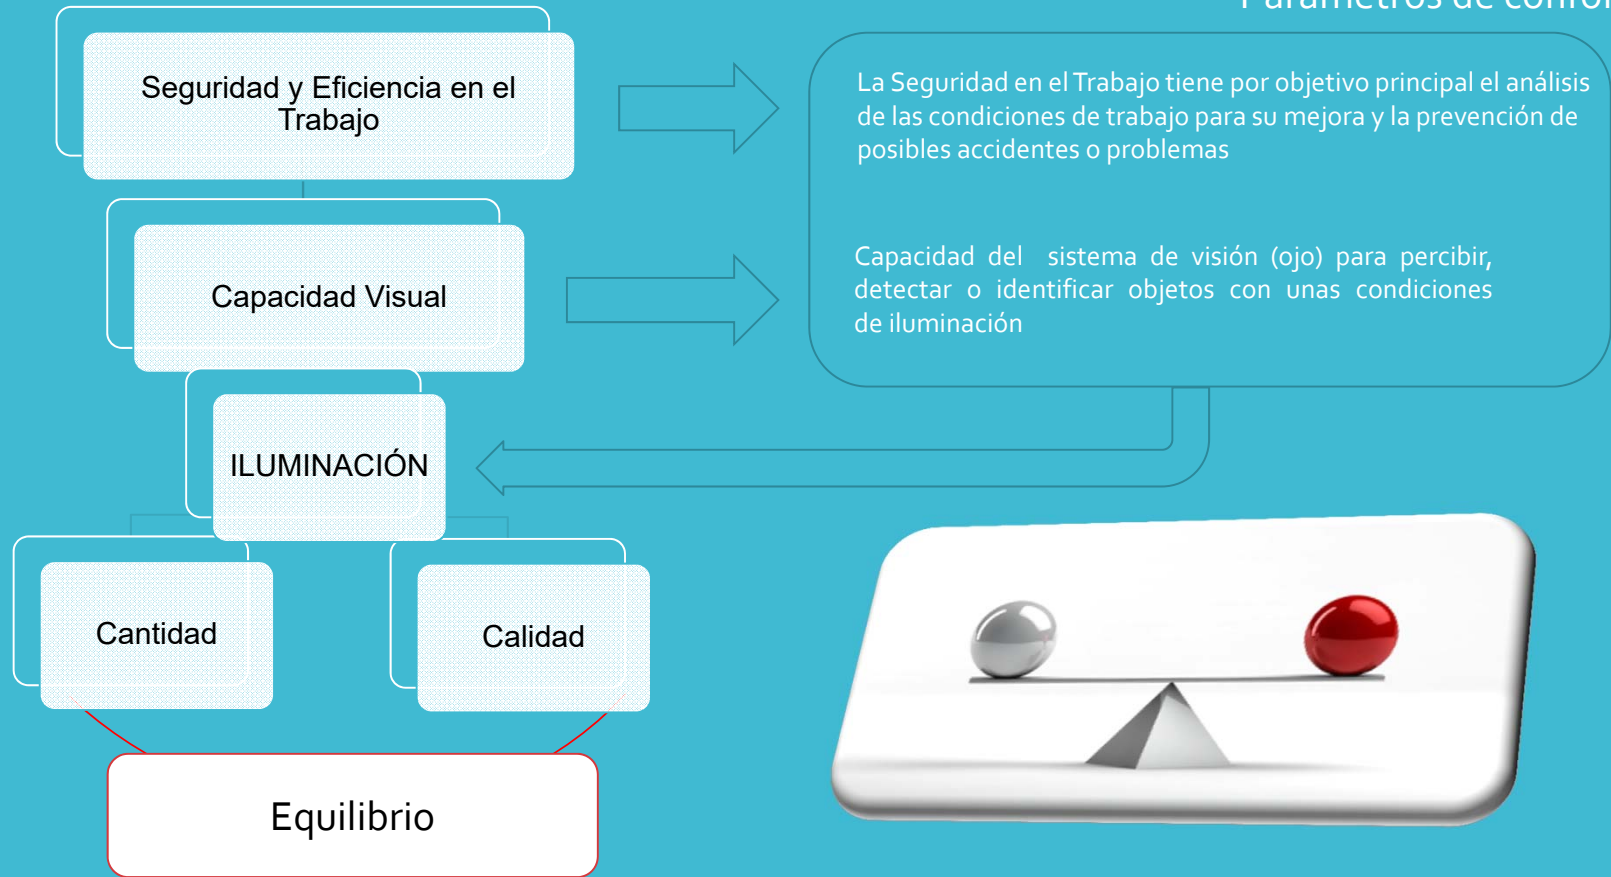 Parámetros de
Seguridad y Eficiencia en el
Trabajo
La Seguridad en el Trabajo tiene por objetivo principal el análisis
de las condiciones de trabajo para su mejora y la prevención de
posibles accidentes o problemas
Capacidad Visual
Capacidad del sistema de visión (ojo) para percibir,
detectar o identificar objetos con unas condiciones
de iluminación
ILUMINACIÓN
Cantidad
Calidad
Equilibrio